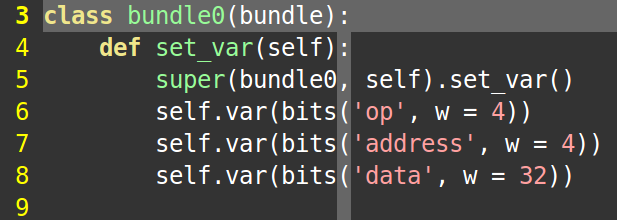 3 class bundle0(bundle):
4     def set_var(self):
5         super(bundle0, self).set_var()
6         self.var(bits('op', w = 4))
7         self.var(bits('address', w = 4))
8         self.var(bits('data', w = 32))
9